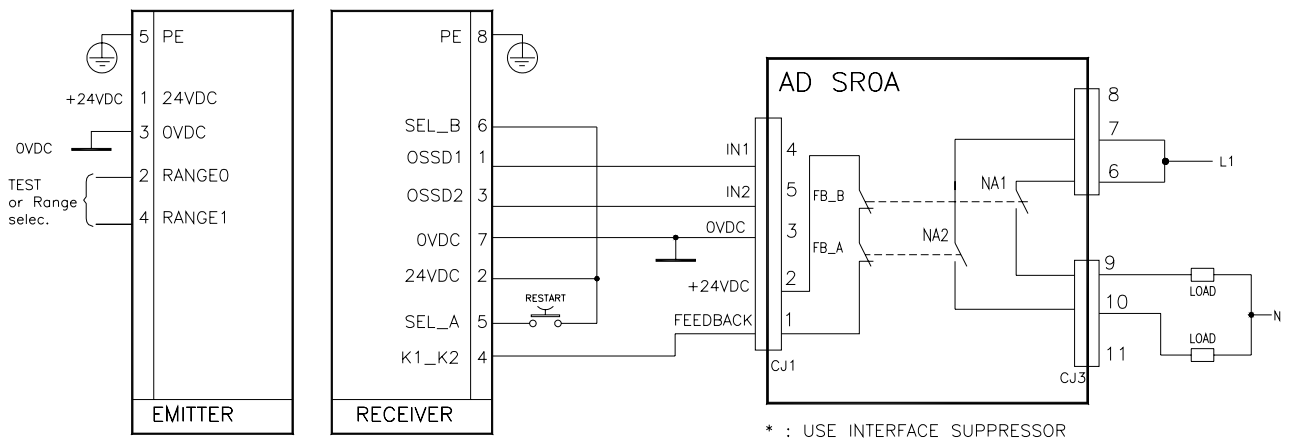 5 PE
+24VDC 1 24VDC
3 0VDC
0VDC
2 RANGE0
TEST
or Range
selec.
4 RANGE1
EMITTER
PE 8
SEL_B 6
OSSD1 1
OSSD2 3
0VDC 7
24VDC 2
RESTART
SEL_A 5
K1_K2 4
RECEIVER
AD SR0A
IN1 4
IN2 5
0VDC 3
+24VDC 2
FEEDBACK 1
CJ1
FB_B
FB_A
NA1
NA2
8
7
6
L1
9
10
11
CJ3
LOAD
LOAD
N
* : USE INTERFACE SUPPRESSOR